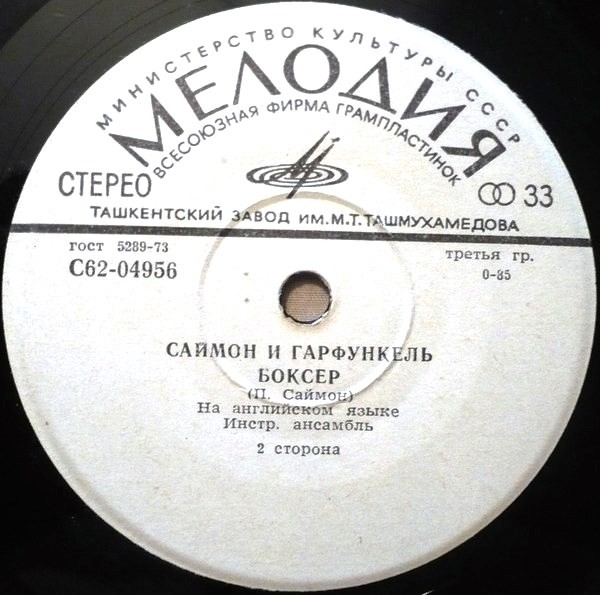 МИНИСТЕРСТВО КУЛЬТУРЫ СССР
МЕЛОДИЯ
ВСЕСОЮЗНАЯ ФИРМА ГРАМПЛАСТИНОК
СТЕРЕО 33
ТАШКЕНТСКИЙ ЗАВОД ИМ.М.Т.ТАШМУХАМЕДОВА
гост 5289-73 третья гр.
С62-04956 0-35
САЙМОН И ГАРФУНКЕЛЬ
БОКСЕР
(П. Саймон)
На английском языке
Инстр. ансамбль
2 сторона